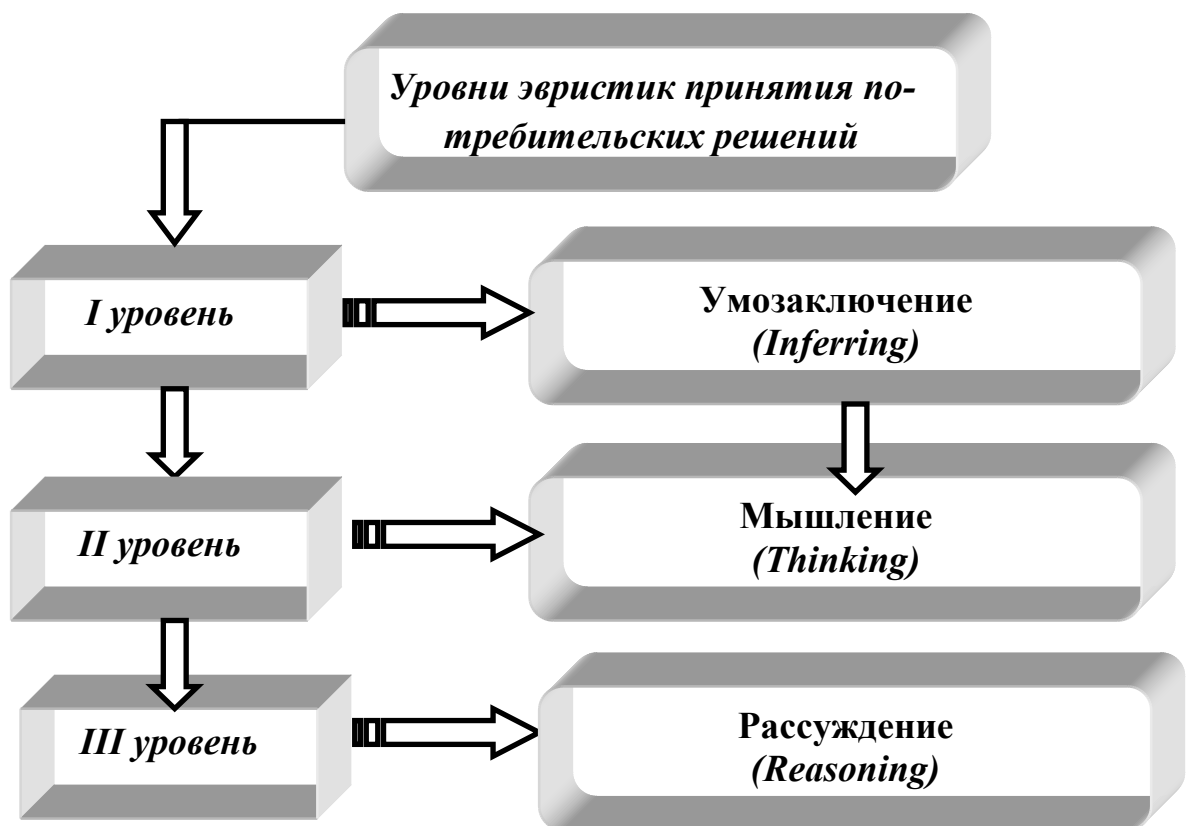 Уровни эвристик принятия по-
требительских решений
I уровень
Умозаключение
(Inferring)
II уровень
Мышление
(Thinking)
III уровень
Рассуждение
(Reasoning)